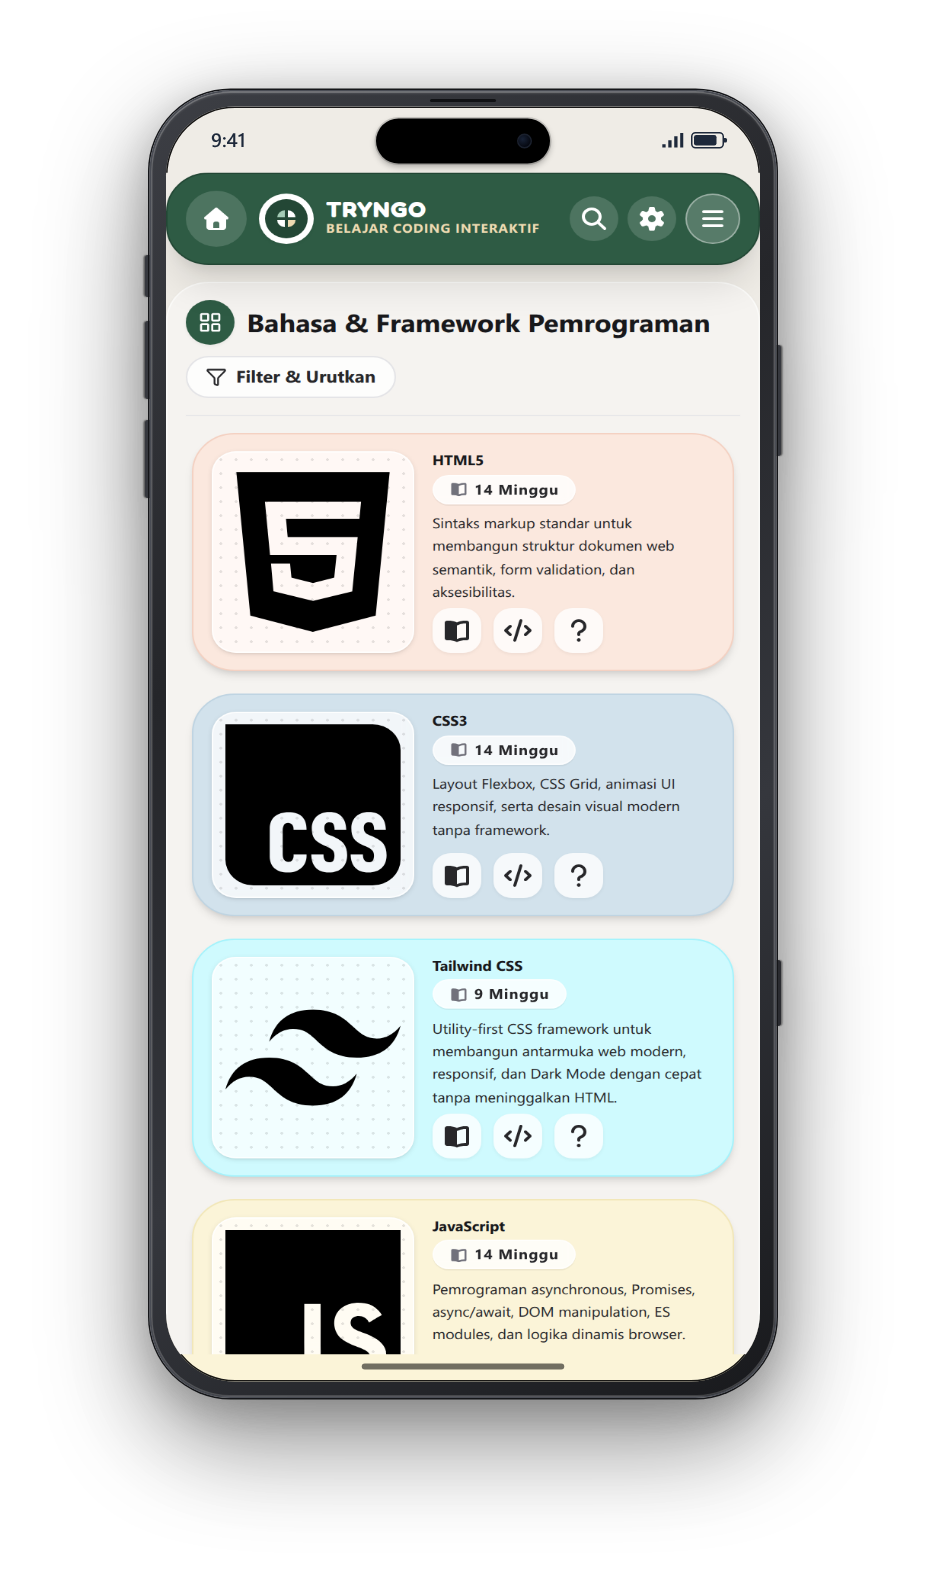 9:41
TRYNGO
BELAJAR CODING INTERAKTIF
Bahasa & Framework Pemrograman
Filter & Urutkan
HTML5
14 Minggu
Sintaks markup standar untuk
membangun struktur dokumen web
semantik, form validation, dan
aksesibilitas.
5
</>
?
CSS3
14 Minggu
Layout Flexbox, CSS Grid, animasi UI
responsif, serta desain visual modern
tanpa framework.
CSS
</>
?
Tailwind CSS
9 Minggu
Utility-first CSS framework untuk
membangun antarmuka web modern,
responsif, dan Dark Mode dengan cepat
tanpa meninggalkan HTML.
</>
?
JavaScript
14 Minggu
Pemrograman asynchronous, Promises,
async/await, DOM manipulation, ES
modules, dan logika dinamis browser.
JS